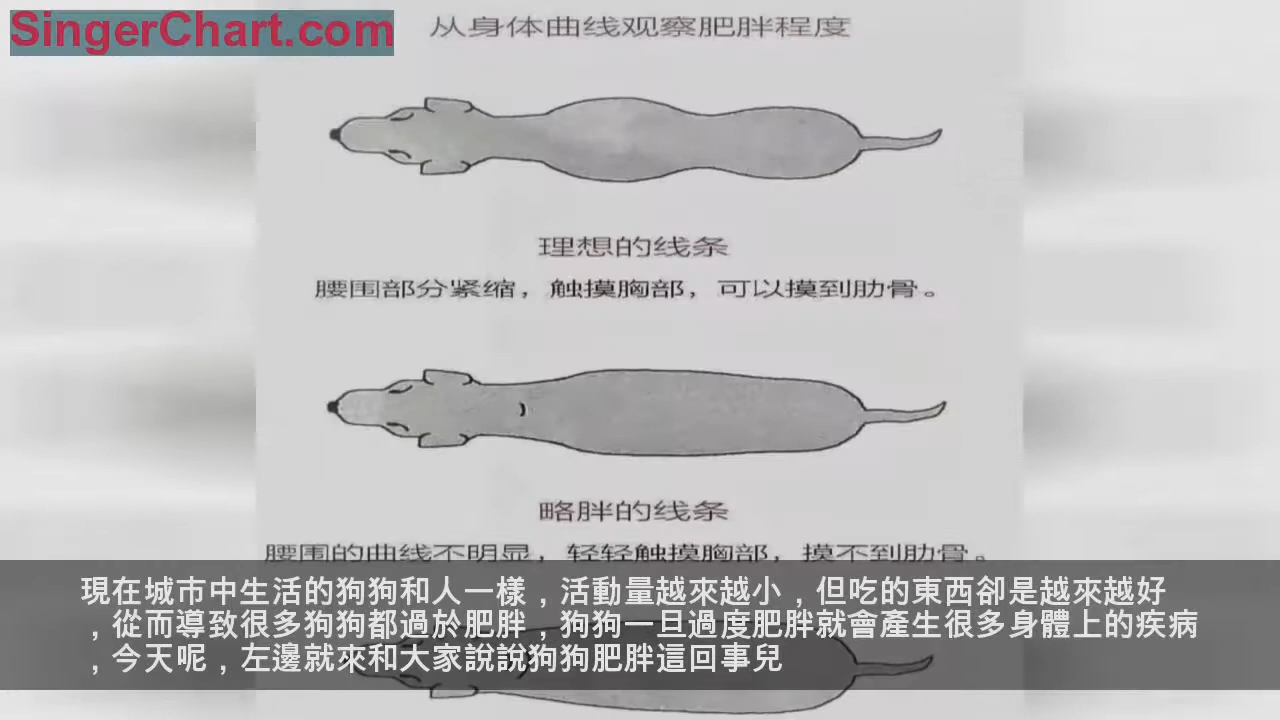 SingerChart.com
从身体曲线观察肥胖程度
理想的线条
腰围部分紧缩，触摸胸部，可以摸到肋骨。
略胖的线条
腰围的曲线不明显，轻轻触摸胸部，摸不到肋骨。
現在城市中生活的狗狗和人一樣，活動量越來越小，但吃的東西卻是越來越好
，從而導致很多狗狗都過於肥胖，狗狗一旦過度肥胖就會產生很多身體上的疾病
，今天呢，左邊就來和大家說說狗狗肥胖這回事兒